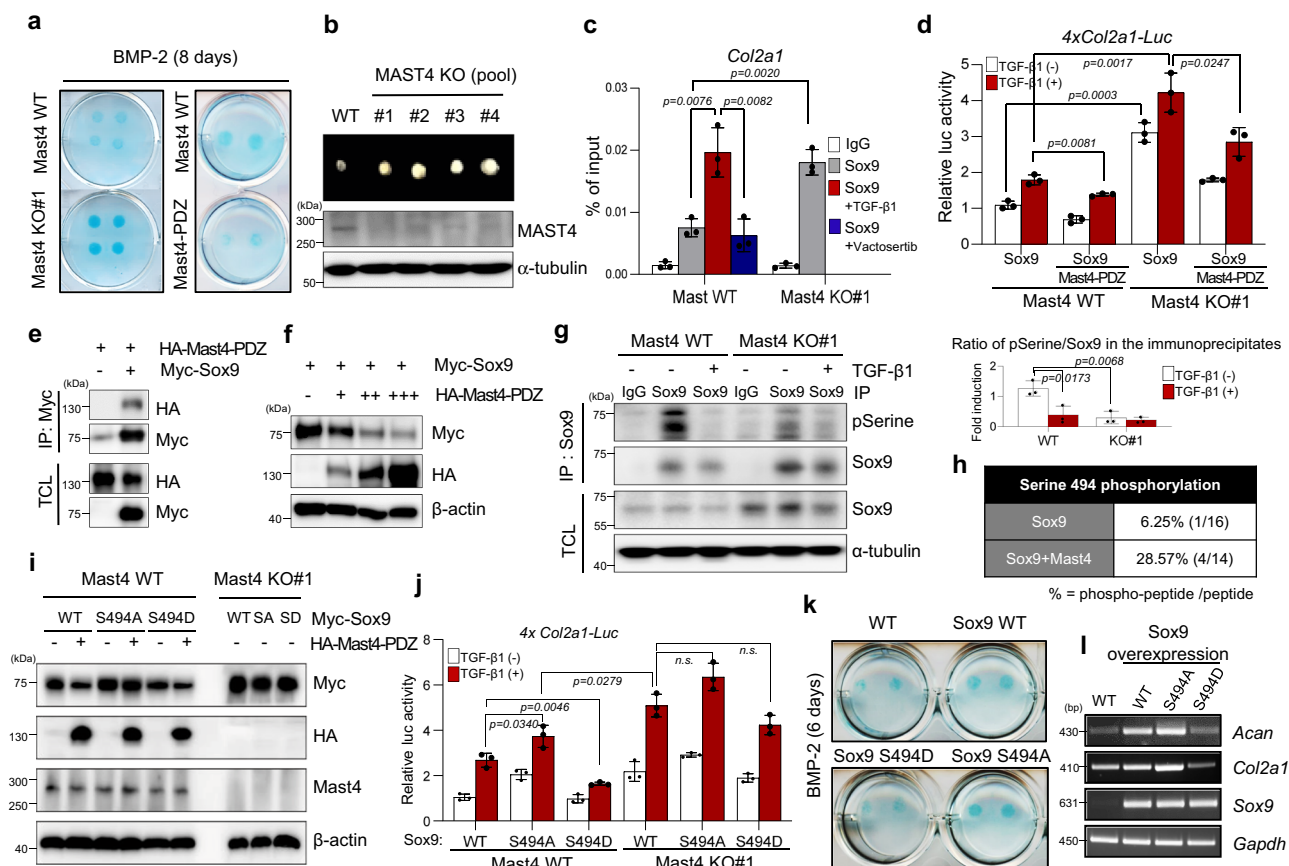 a
BMP-2 (8 days)
Mast4 WT
Mast4 KO#1
Mast4 WT
Mast4-PDZ
b
MAST4 KO (pool)
WT #1 #2 #3 #4
(kDa)
300
250
MAST4
50
α-tubulin
c
Col2a1
p=0.0020
p=0.0076
p=0.0082
% of input
0.03
0.02
0.01
0.00
IgG
Sox9
Sox9
+TGF-β1
Sox9
+Vactosertib
Mast WT
Mast4 KO#1
d
4xCol2a1-Luc
TGF-β1 (-)
TGF-β1 (+)
p=0.0017
p=0.0247
p=0.0003
p=0.0081
Relative luc activity
5
4
3
2
1
0
Sox9 Sox9 Sox9 Sox9
Mast4-PDZ Mast4-PDZ
Mast4 WT
Mast4 KO#1
e
+ + HA-Mast4-PDZ
- + Myc-Sox9
(kDa)
IP: Myc
130
HA
75
Myc
TCL
130
HA
75
Myc
f
+ + + + Myc-Sox9
- + ++ +++ HA-Mast4-PDZ
(kDa)
75
Myc
130
HA
40
β-actin
g
Mast4 WT Mast4 KO#1
- + - + TGF-β1
IgG Sox9 Sox9 IgG Sox9 Sox9 IP
(kDa)
IP : Sox9
75
pSerine
75
Sox9
TCL
75
55
Sox9
40
α-tubulin
Ratio of pSerine/Sox9 in the immunoprecipitates
p=0.0068
p=0.0173
TGF-β1 (-)
TGF-β1 (+)
Fold induction
2
1
0
WT KO#1
h
Serine 494 phosphorylation
Sox9 6.25% (1/16)
Sox9+Mast4 28.57% (4/14)
% = phospho-peptide /peptide
i
Mast4 WT Mast4 KO#1
WT S494A S494D WT SA SD Myc-Sox9
- + - + - + - - - HA-Mast4-PDZ
(kDa)
75
Myc
130
HA
300
250
Mast4
40
β-actin
j
4x Col2a1-Luc
TGF-β1 (-)
TGF-β1 (+)
n.s.
n.s.
p=0.0279
p=0.0046
p=0.0340
Relative luc activity
8
6
4
2
0
Sox9: WT S494A S494D WT S494A S494D
Mast4 WT Mast4 KO#1
k
WT Sox9 WT
Sox9 S494D Sox9 S494A
BMP-2 (6 days)
l
Sox9
overexpression
WT WT S494A S494D
(bp)
430
Acan
410
Col2a1
631
Sox9
450
Gapdh